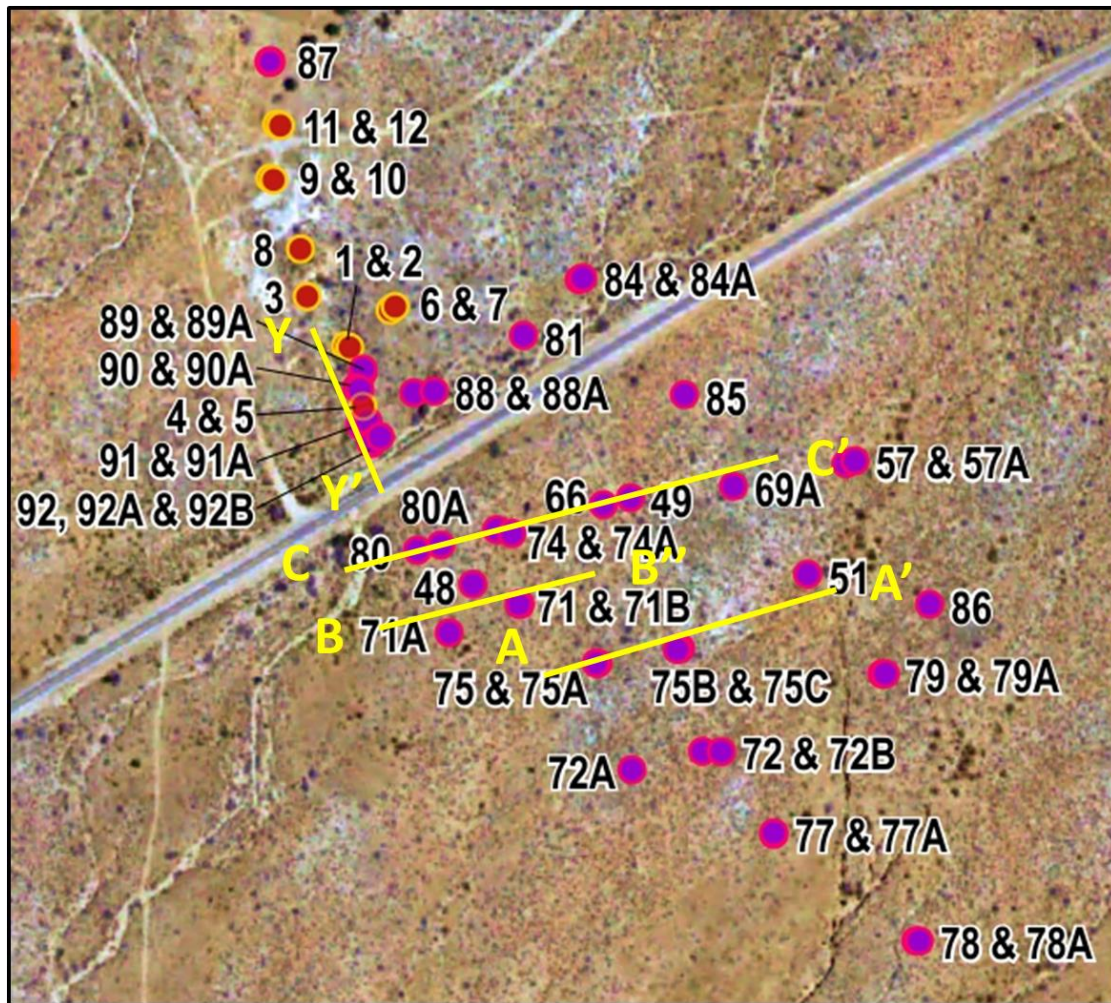 87
11 & 12
9 & 10
8
1 & 2
84 & 84A
3
6 & 7
89 & 89A
Y
81
90 & 90A
88 & 88A
85
4 & 5
91 & 91A
C'
57 & 57A
Y'
66
49
69A
92, 92A & 92B
80A
74 & 74A
80
C
B''
48
51
A'
71 & 71B
86
B
71A
A
75 & 75A
75B & 75C
79 & 79A
72 & 72B
72A
77 & 77A
78 & 78A